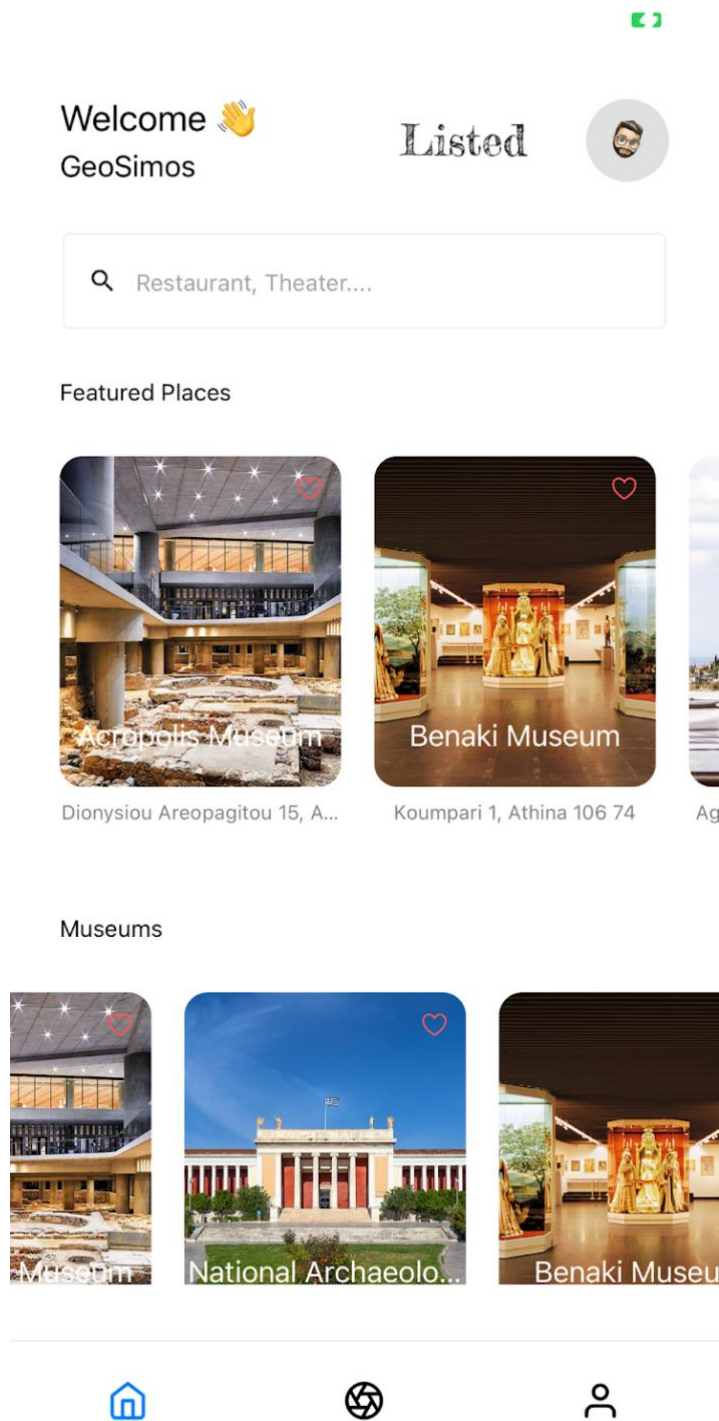 Welcome 👋
GeoSimos
Listed
Restaurant, Theater....
Featured Places
Acropolis Museum
Benaki Museum
Dionysiou Areopagitou 15, A...
Koumpari 1, Athina 106 74
Ag
Museums
Museum
National Archaeolo...
Benaki Museu